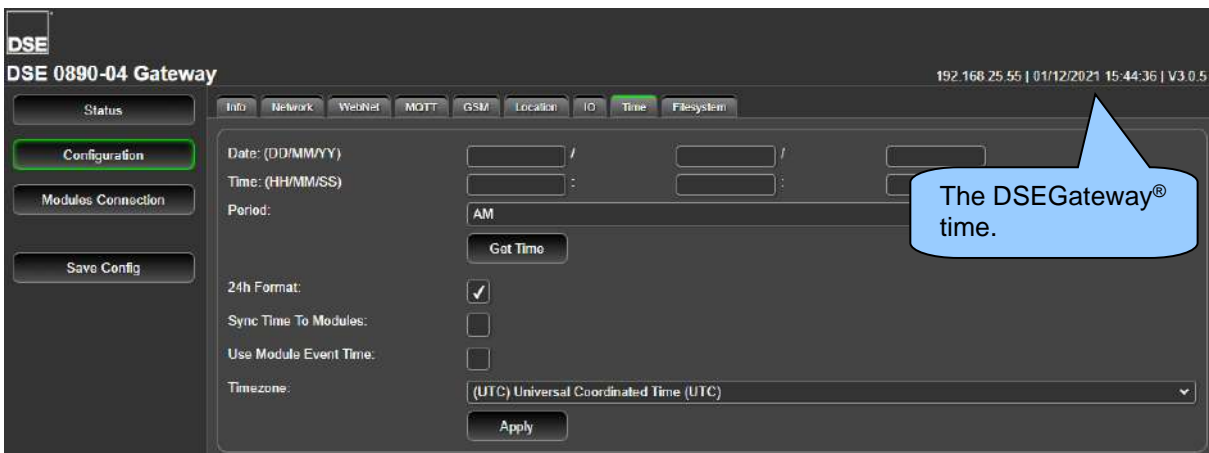 DSE
DSE 0890-04 Gateway
192.168.25.55 | 01/12/2021 15:44:36 | V3.0.5
Status
Info Network WebNet MQTT GSM Location IO Time Filesystem
Configuration
Date: (DD/MM/YY) / /
Time: (HH/MM/SS) : :
Modules Connection
Period: AM
The DSEGateway®
time.
Get Time
Save Config
24h Format:
Sync Time To Modules:
Use Module Event Time:
Timezone: (UTC) Universal Coordinated Time (UTC)
Apply